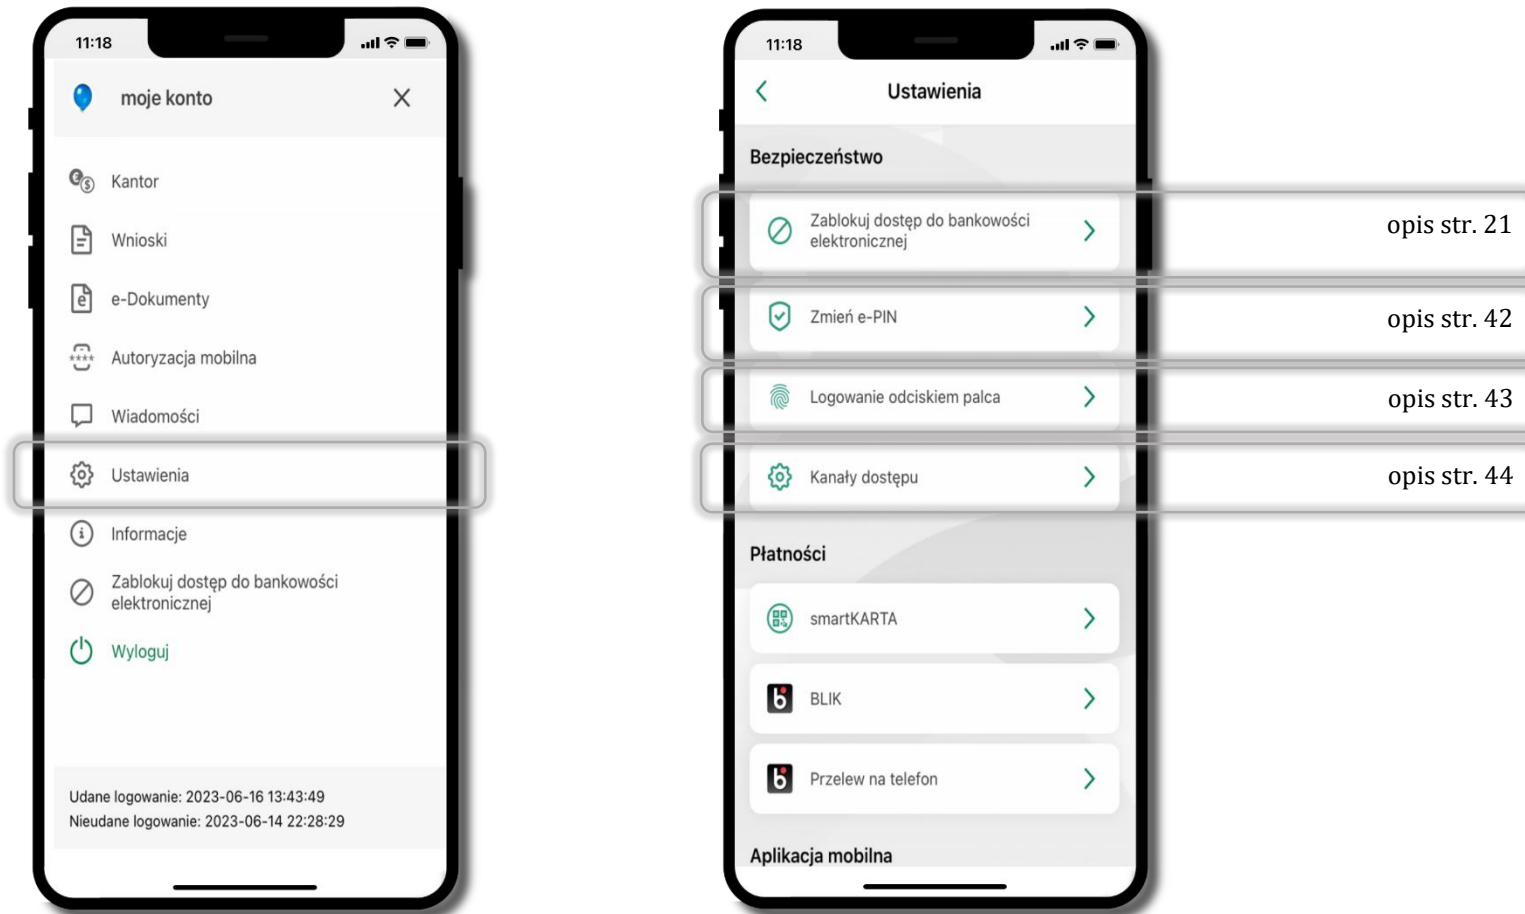 11:18
moje konto
Kantor
Wnioski
e-Dokumenty
Autoryzacja mobilna
Wiadomości
Ustawienia
Informacje
Zablokuj dostęp do bankowości
elektronicznej
Wyloguj
Udane logowanie: 2023-06-16 13:43:49
Nieudane logowanie: 2023-06-14 22:28:29
11:18
Ustawienia
Bezpieczeństwo
Zablokuj dostęp do bankowości
elektronicznej
opis str. 21
Zmień e-PIN
opis str. 42
Logowanie odciskiem palca
opis str. 43
Kanały dostępu
opis str. 44
Płatności
smartKARTA
BLIK
Przelew na telefon
Aplikacja mobilna